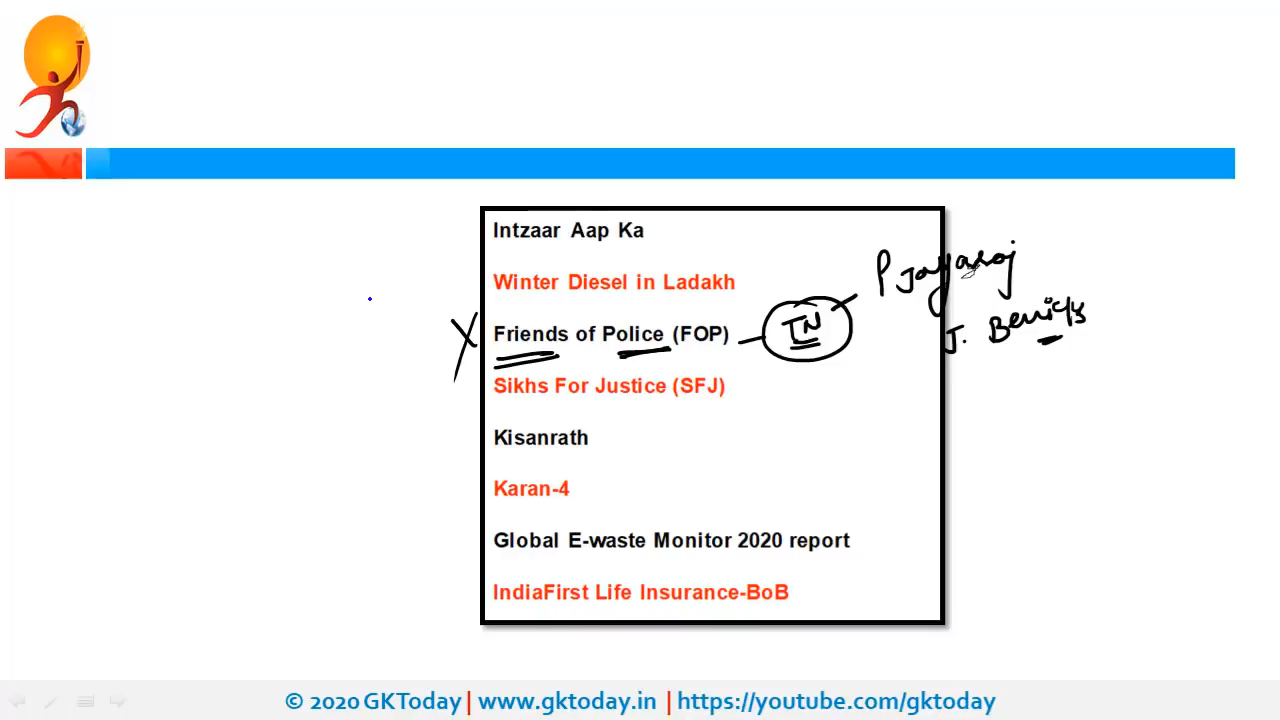 Intzaar Aap Ka
Winter Diesel in Ladakh
P Jayaraj
X Friends of Police (FOP) – TN
J. Bennicks
Sikhs For Justice (SFJ)
Kisanrath
Karan-4
Global E-waste Monitor 2020 report
IndiaFirst Life Insurance-BoB
© 2020 GKToday | www.gktoday.in | https://youtube.com/gktoday